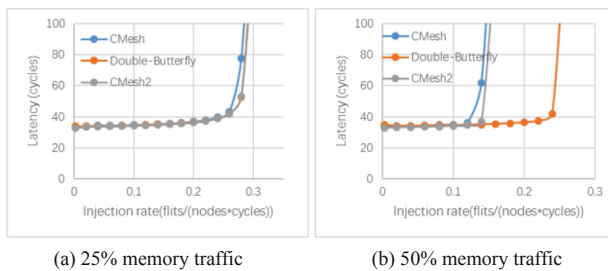 100
80
60
40
20
0
Latency (cycles)
CMesh
Double-Butterfly
CMesh2
0
0.1
0.2
0.3
Injection rate(flits/(nodes*cycles))
(a) 25% memory traffic
100
80
60
40
20
0
Latency (cycles)
CMesh
Double-Butterfly
CMesh2
0
0.1
0.2
0.3
Injection rate(flits/(nodes*cycles))
(b) 50% memory traffic